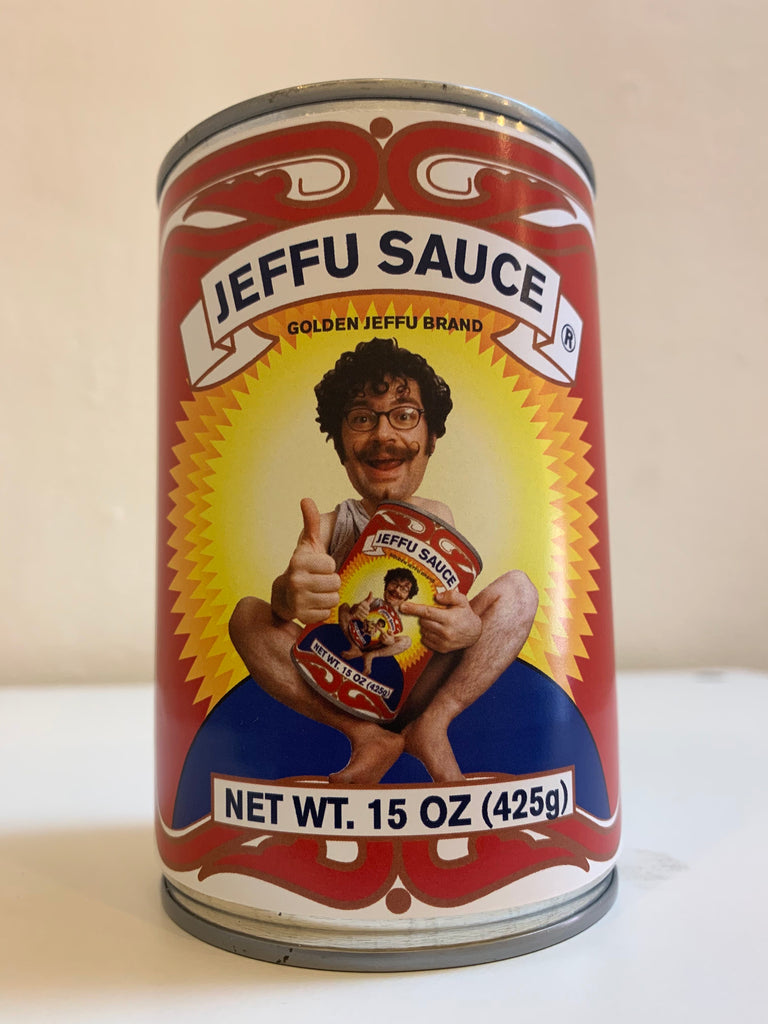 JEFFU SAUCE
®
GOLDEN JEFFU BRAND
JEFFU SAUCE
NET WT. 15 OZ (425g)
NET WT. 15 OZ (425g)